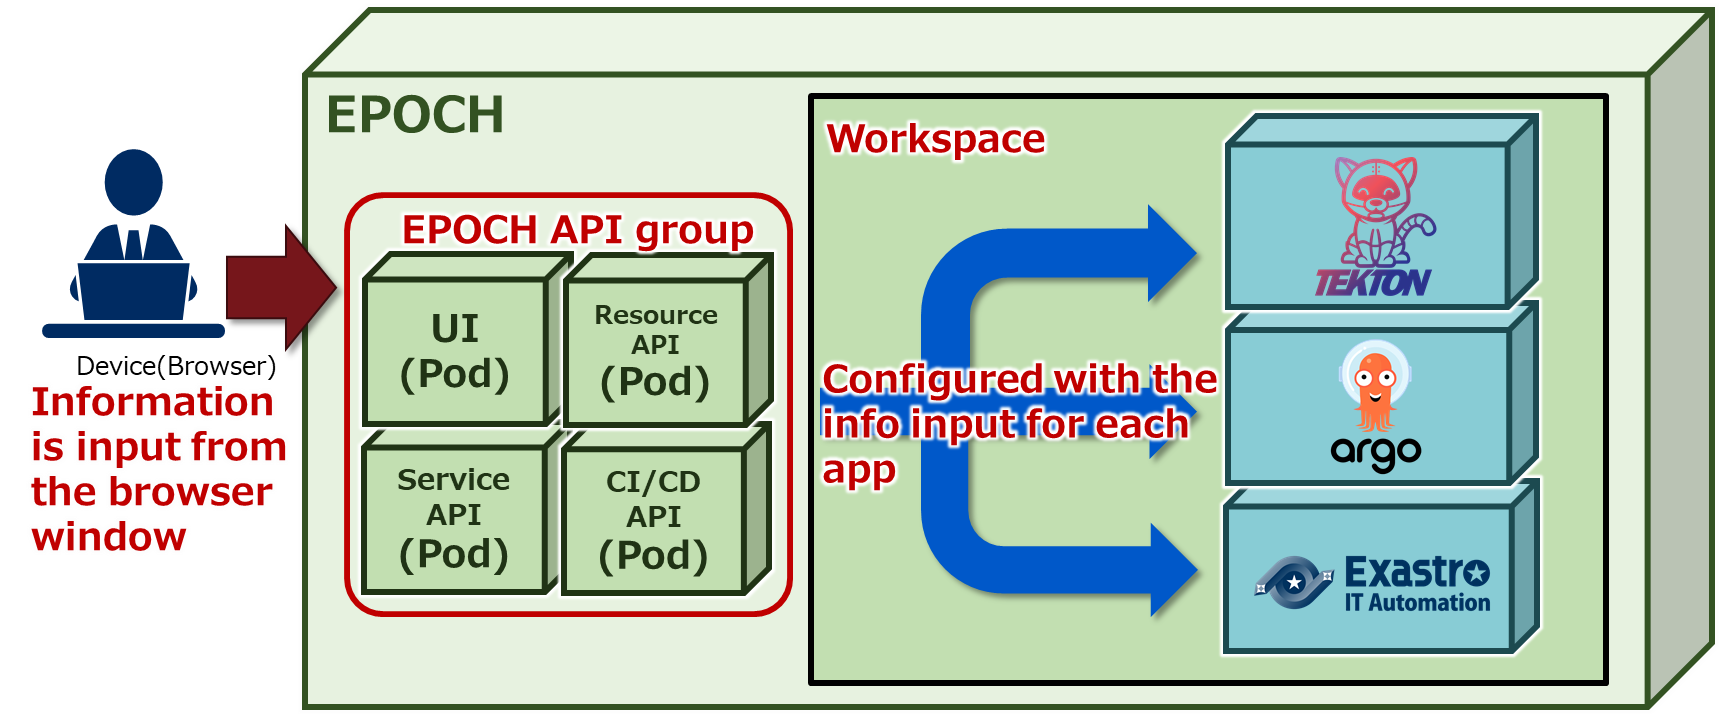 EPOCH
Workspace
EPOCH API group
UI
(Pod)
Resource
API
(Pod)
Service
API
(Pod)
CI/CD
API
(Pod)
Device(Browser)
Information
is input from
the browser
window
Configured with the
info input for each
app
TEKTON
argo
Exastro
IT Automation